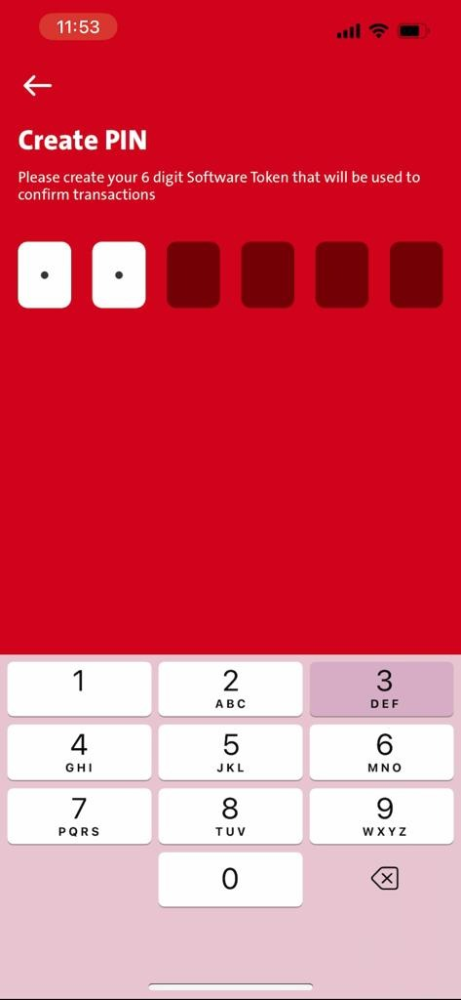 11:53
Create PIN
Please create your 6 digit Software Token that will be used to
confirm transactions
1 2 3
ABC DEF
4 5 6
GHI JKL MNO
7 8 9
PQRS TUV WXYZ
0